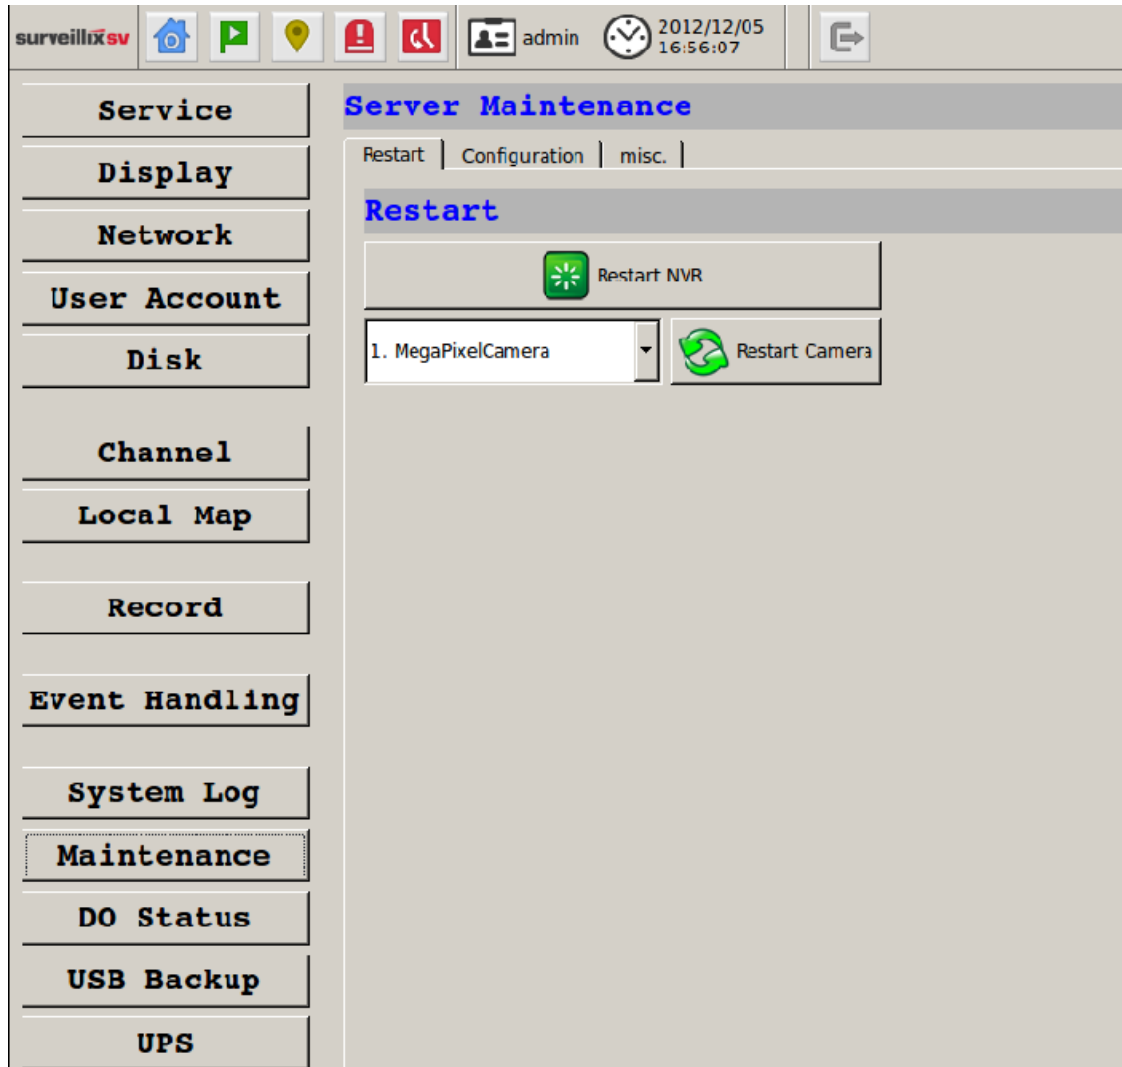 surveillixsv
admin
2012/12/05
16:56:07
Service
Display
Network
User Account
Disk
Channel
Local Map
Record
Event Handling
System Log
Maintenance
DO Status
USB Backup
UPS
Server Maintenance
Restart Configuration misc.
Restart
Restart NVR
1. MegaPixelCamera Restart Camera